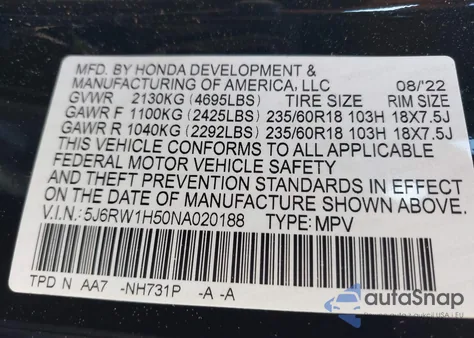 MFD. BY HONDA DEVELOPMENT &
MANUFACTURING OF AMERICA, LLC 08/'22
GVWR 2130KG (4695LBS) TIRE SIZE RIM SIZE
GAWR F 1100KG (2425LBS) 235/60R18 103H 18X7.5J
GAWR R 1040KG (2292LBS) 235/60R18 103H 18X7.5J
THIS VEHICLE CONFORMS TO ALL APPLICABLE
FEDERAL MOTOR VEHICLE SAFETY
AND THEFT PREVENTION STANDARDS IN EFFECT
ON THE DATE OF MANUFACTURE SHOWN ABOVE.
V.I.N.: 5J6RW1H50NA020188 TYPE: MPV
TPD N AA7 -NH731P -A -A
autoSnap